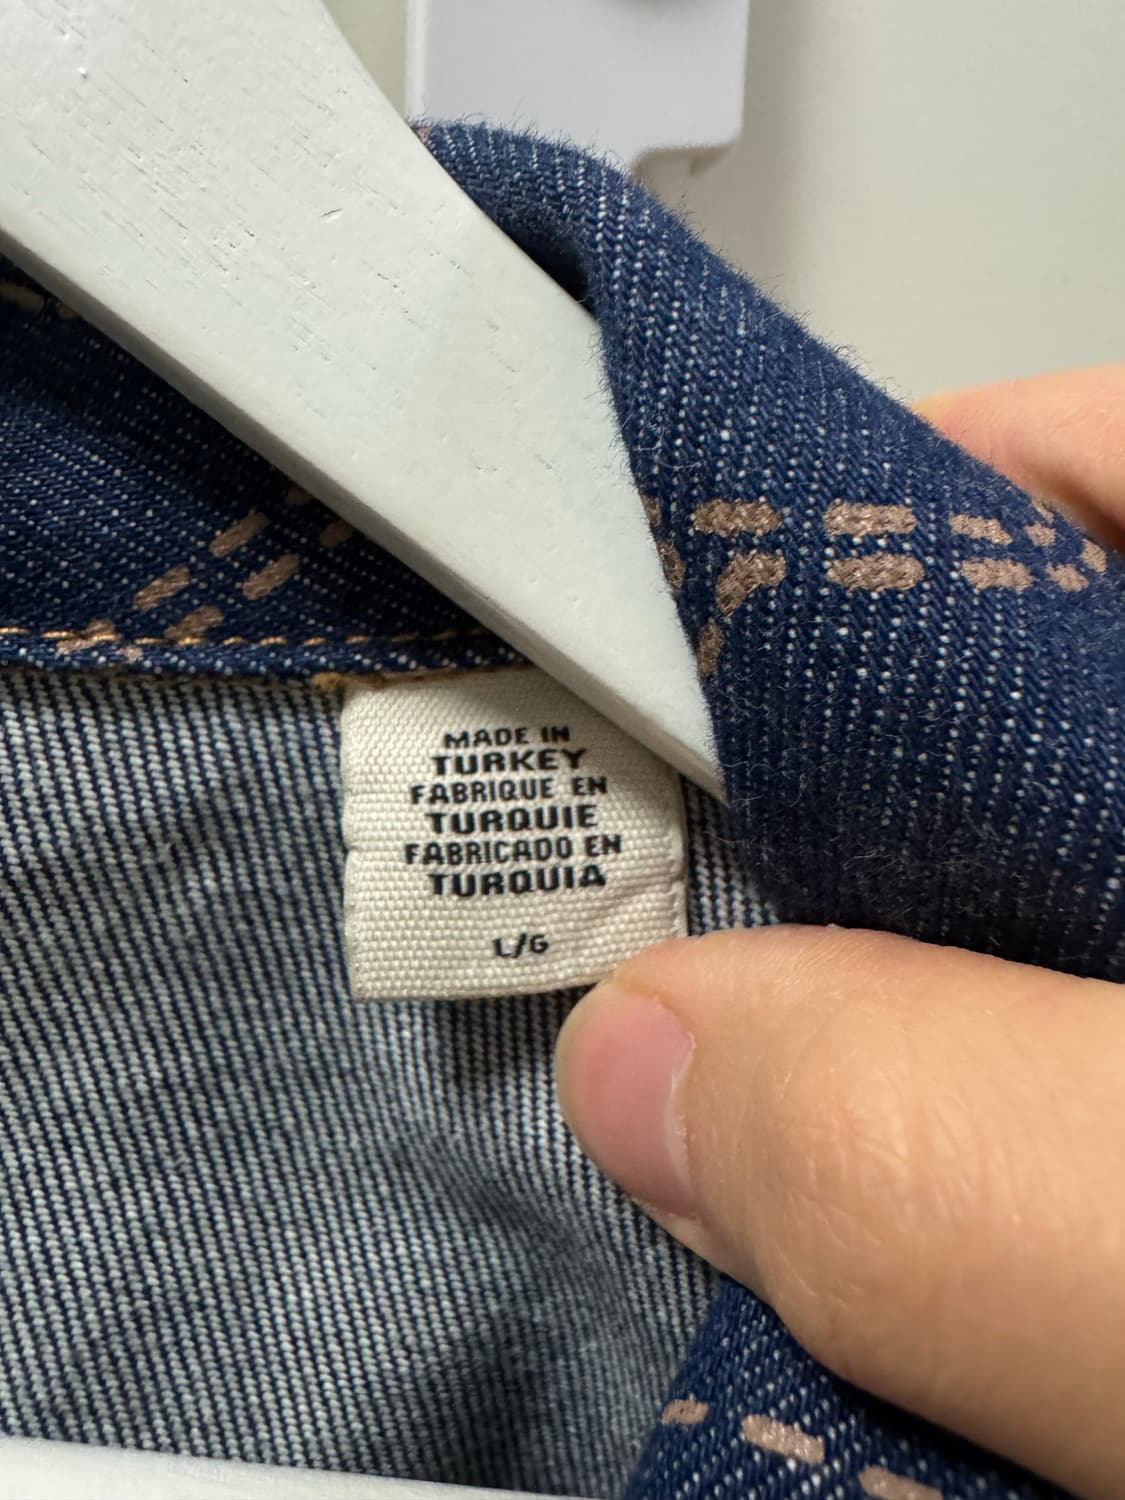 MADE IN
TURKEY
FABRIQUE EN
TURQUIE
FABRICADO EN
TURQUIA
L/G